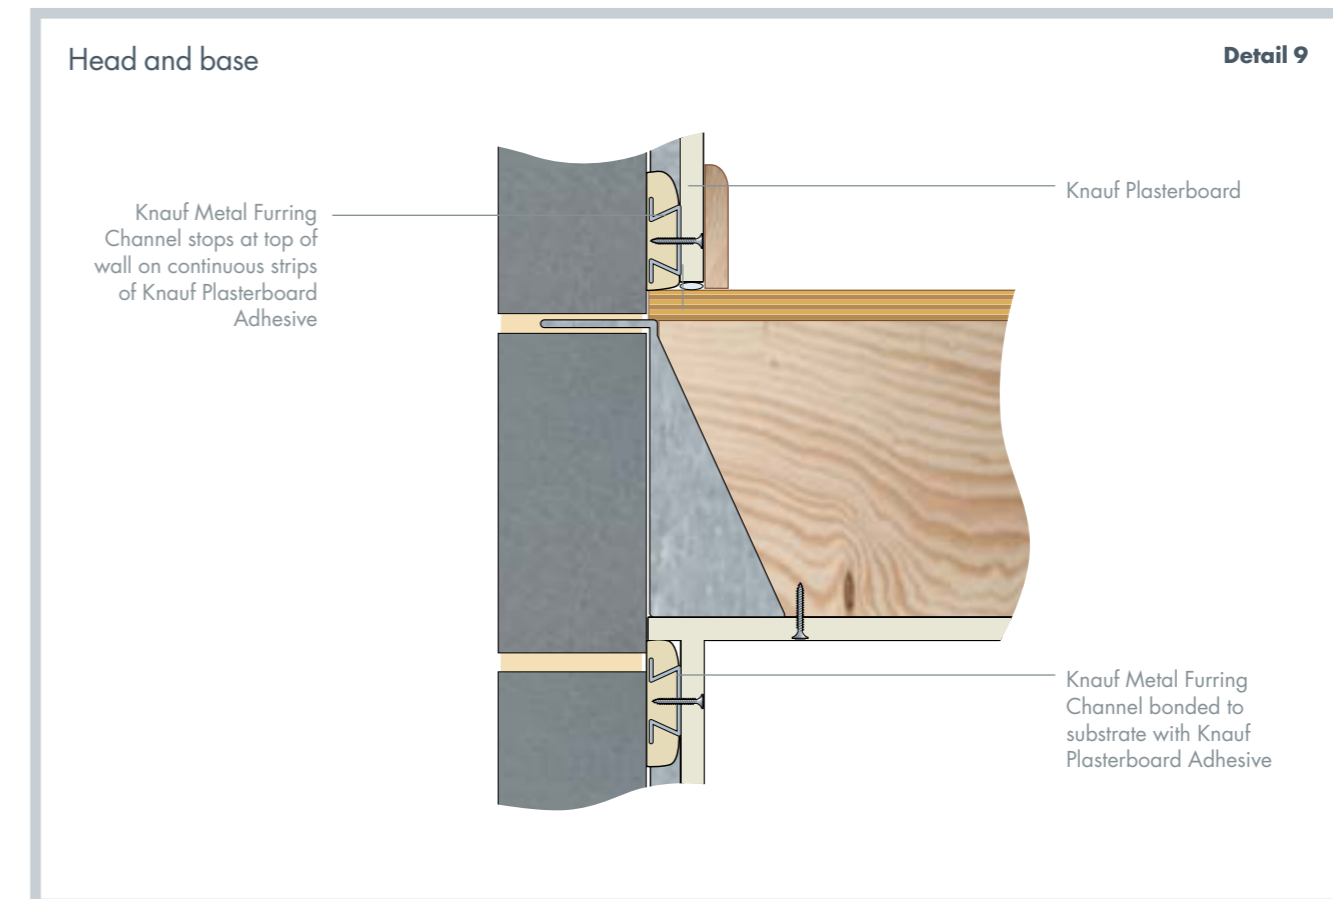 Head and base
Detail 9
Knauf Metal Furring
Channel stops at top of
wall on continuous strips
of Knauf Plasterboard
Adhesive
Knauf Plasterboard
Knauf Metal Furring
Channel bonded to
substrate with Knauf
Plasterboard Adhesive